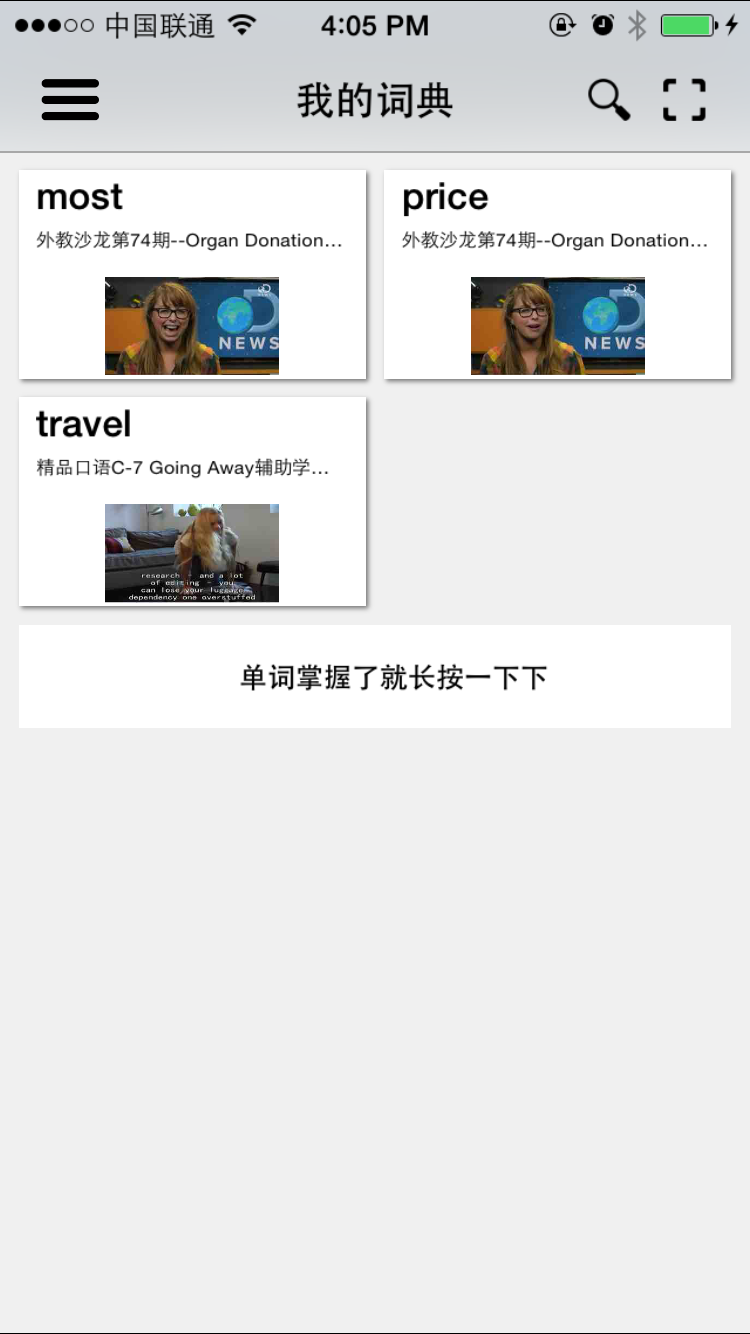 中国联通
4:05 PM
我的词典
most
外教沙龙第74期--Organ Donation...
NEWS
price
外教沙龙第74期--Organ Donation...
NEWS
travel
精品口语C-7 Going Away辅助学...
research - and a lot
of editing - you
can lose your luggage
dependency one overstuffed
单词掌握了就长按一下下